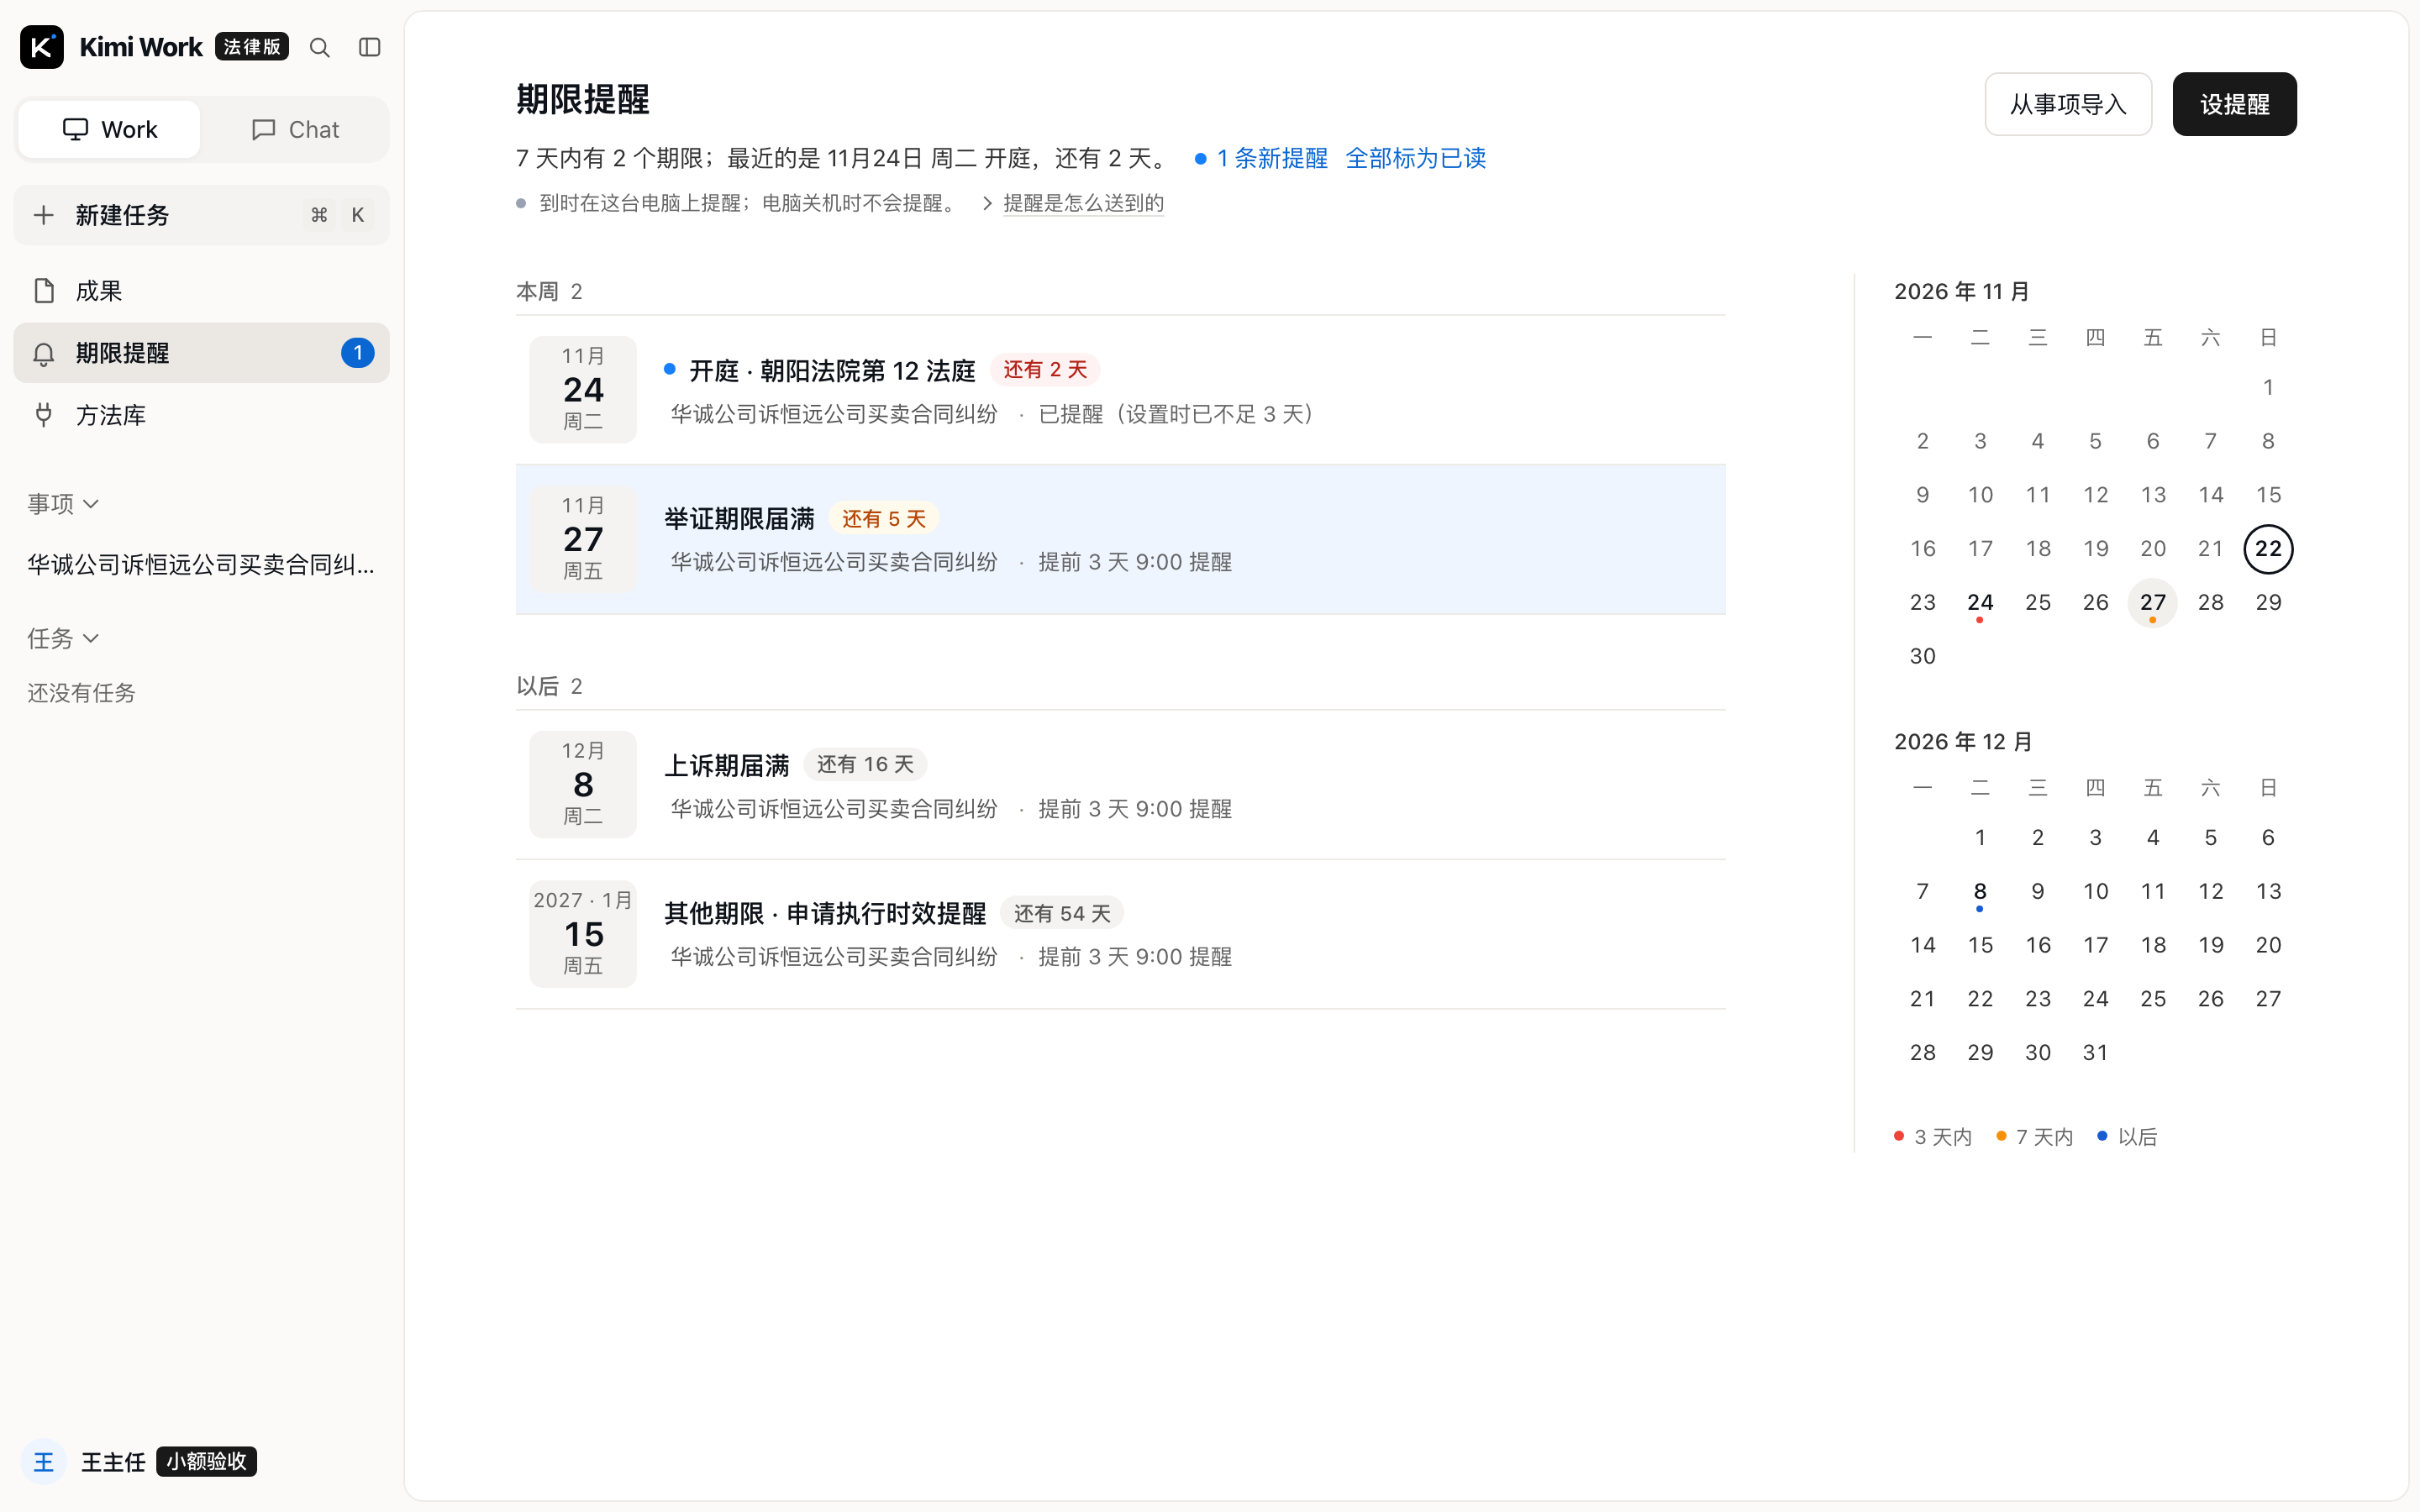 Kimi Work 法律版
Work Chat
新建任务 ⌘ K
成果
期限提醒 1
方法库
事项
华诚公司诉恒远公司买卖合同纠...
任务
还没有任务
王 王主任 小额验收
期限提醒
从事项导入 设提醒
7 天内有 2 个期限；最近的是 11月24日 周二 开庭，还有 2 天。 1 条新提醒 全部标为已读
到时在这台电脑上提醒；电脑关机时不会提醒。 提醒是怎么送到的
本周 2
11月
24
周二
开庭 · 朝阳法院第 12 法庭 还有 2 天
华诚公司诉恒远公司买卖合同纠纷 · 已提醒（设置时已不足 3 天）
11月
27
周五
举证期限届满 还有 5 天
华诚公司诉恒远公司买卖合同纠纷 · 提前 3 天 9:00 提醒
以后 2
12月
8
周二
上诉期届满 还有 16 天
华诚公司诉恒远公司买卖合同纠纷 · 提前 3 天 9:00 提醒
2027 · 1月
15
周五
其他期限 · 申请执行时效提醒 还有 54 天
华诚公司诉恒远公司买卖合同纠纷 · 提前 3 天 9:00 提醒
2026 年 11 月
一 二 三 四 五 六 日
1
2 3 4 5 6 7 8
9 10 11 12 13 14 15
16 17 18 19 20 21 22
23 24 25 26 27 28 29
30
2026 年 12 月
一 二 三 四 五 六 日
1 2 3 4 5 6
7 8 9 10 11 12 13
14 15 16 17 18 19 20
21 22 23 24 25 26 27
28 29 30 31
3 天内 7 天内 以后